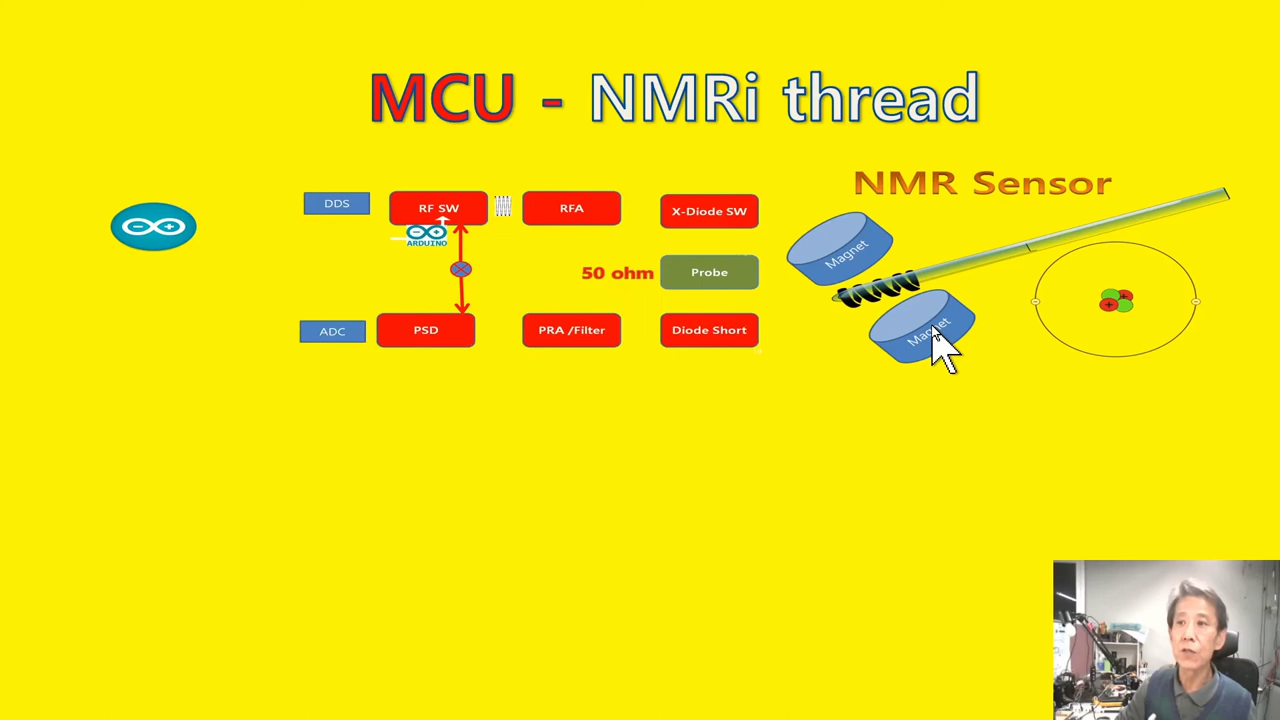 MCU - NMRi thread
NMR Sensor
DDS
RF SW
RFA
X-Diode SW
ARDUINO
Magnet
50 ohm
Probe
ADC
PSD
PRA /Filter
Diode Short
Magnet